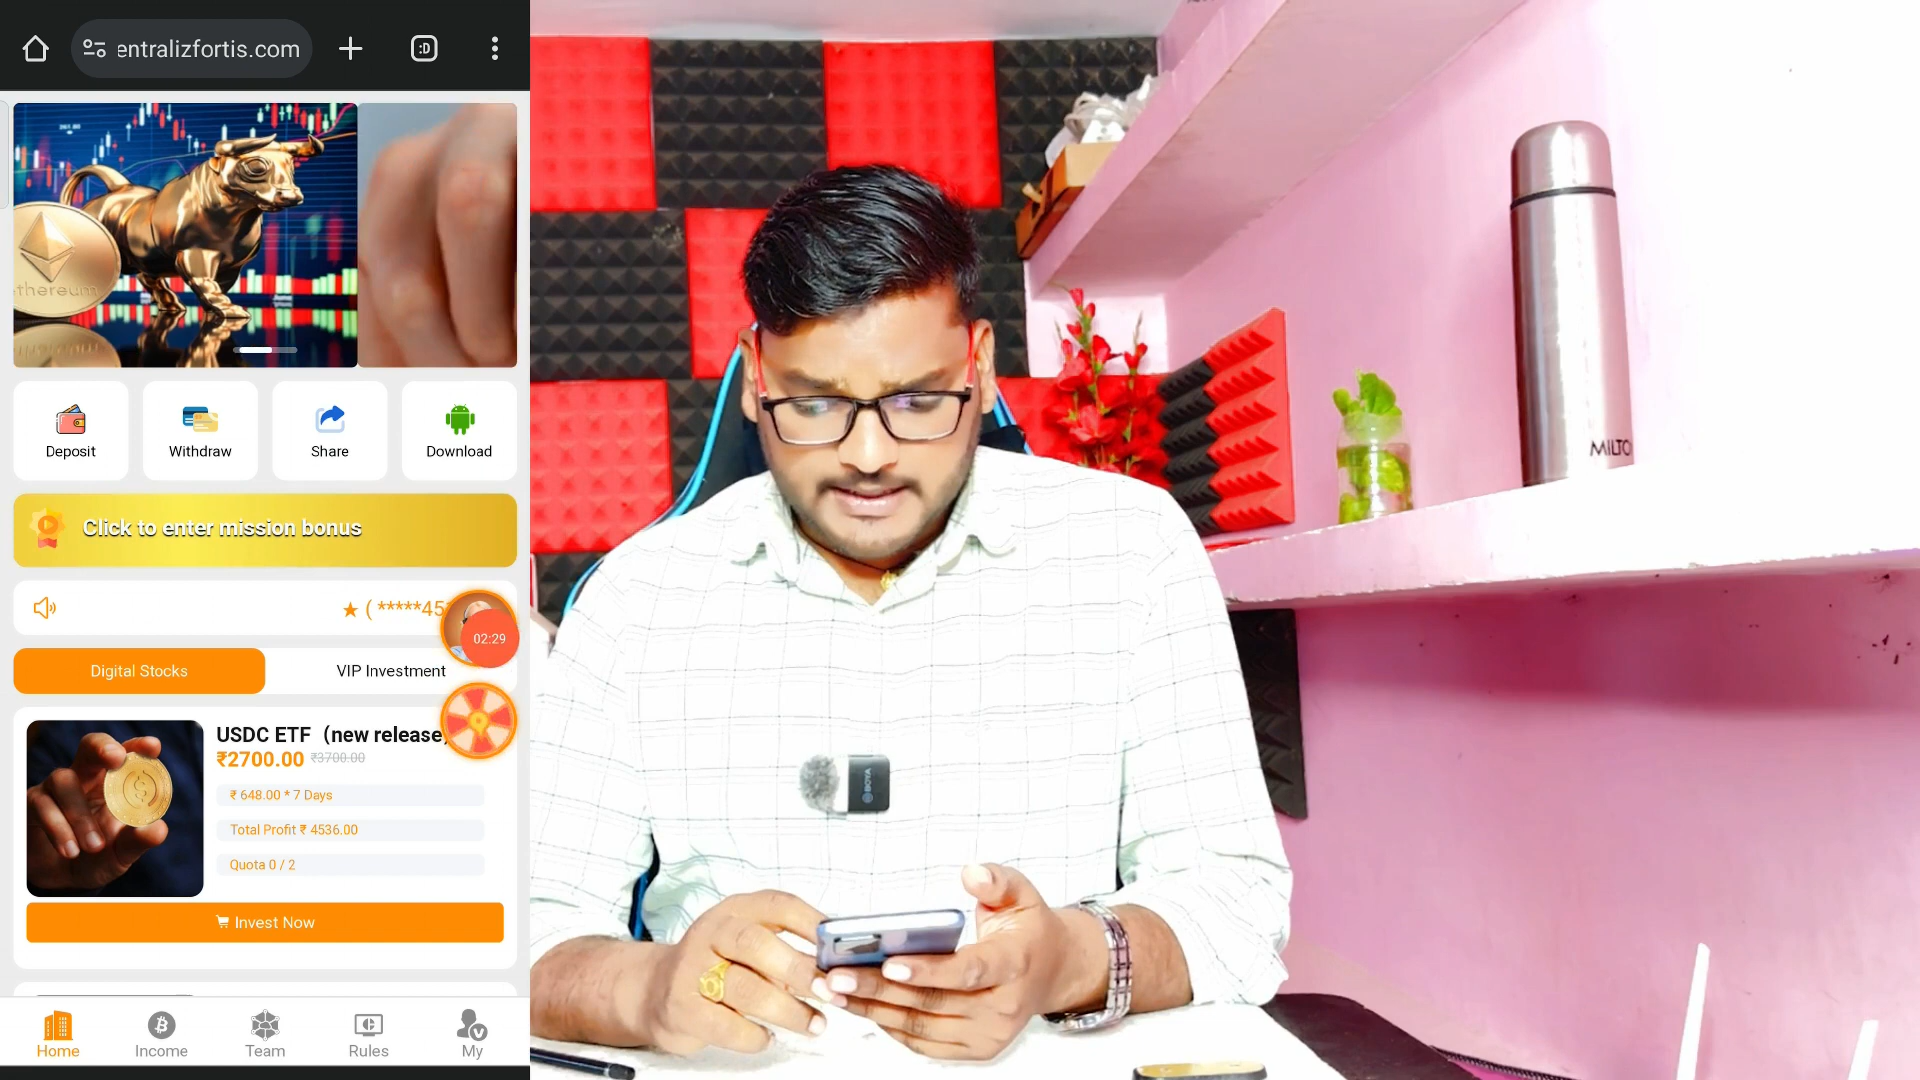 entralizfortis.com
:D
thereum
Deposit
Withdraw
Share
Download
Click to enter mission bonus
★ ( *****45
02:29
Digital Stocks
VIP Investment
USDC ETF（new release
₹2700.00 ₹3700.00
₹ 648.00 * 7 Days
Total Profit ₹ 4536.00
Quota 0 / 2
Invest Now
Home
Income
Team
Rules
My
BOYA
MILTO